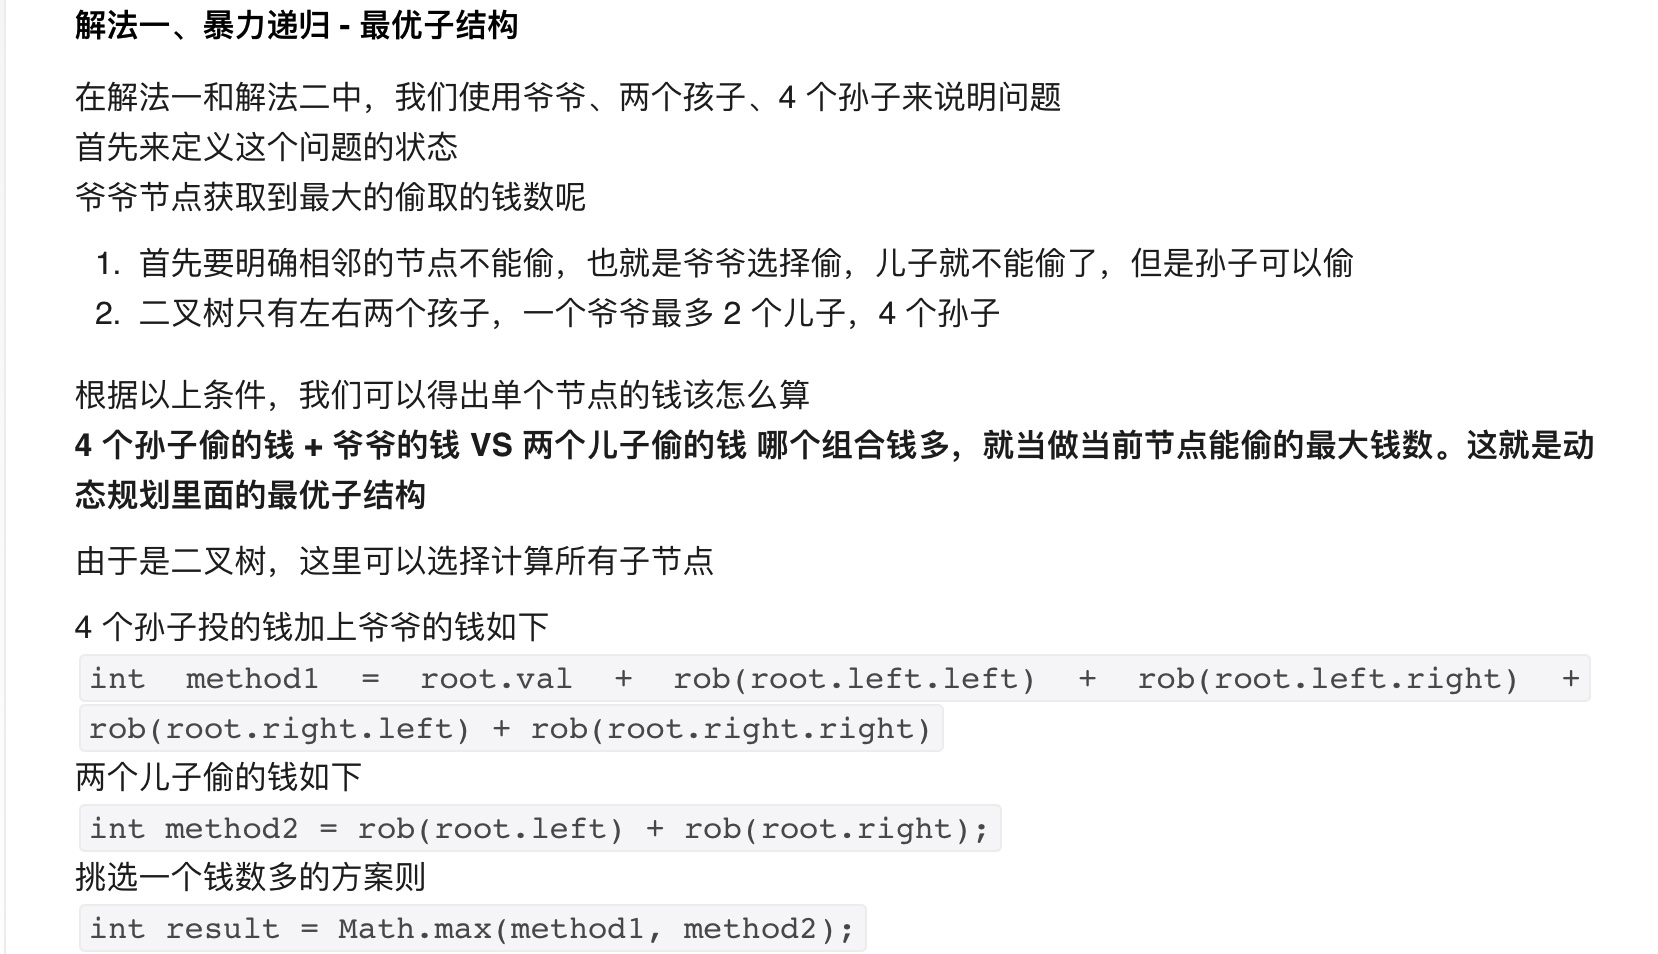 解法一、暴力递归 - 最优子结构
在解法一和解法二中，我们使用爷爷、两个孩子、4 个孙子来说明问题
首先来定义这个问题的状态
爷爷节点获取到最大的偷取的钱数呢
1. 首先要明确相邻的节点不能偷，也就是爷爷选择偷，儿子就不能偷了，但是孙子可以偷
2. 二叉树只有左右两个孩子，一个爷爷最多 2 个儿子，4 个孙子
根据以上条件，我们可以得出单个节点的钱该怎么算
4 个孙子偷的钱 + 爷爷的钱 VS 两个儿子偷的钱 哪个组合钱多，就当做当前节点能偷的最大钱数。这就是动
态规划里面的最优子结构
由于是二叉树，这里可以选择计算所有子节点
4 个孙子投的钱加上爷爷的钱如下
int method1 = root.val + rob(root.left.left) + rob(root.left.right) +
rob(root.right.left) + rob(root.right.right)
两个儿子偷的钱如下
int method2 = rob(root.left) + rob(root.right);
挑选一个钱数多的方案则
int result = Math.max(method1, method2);